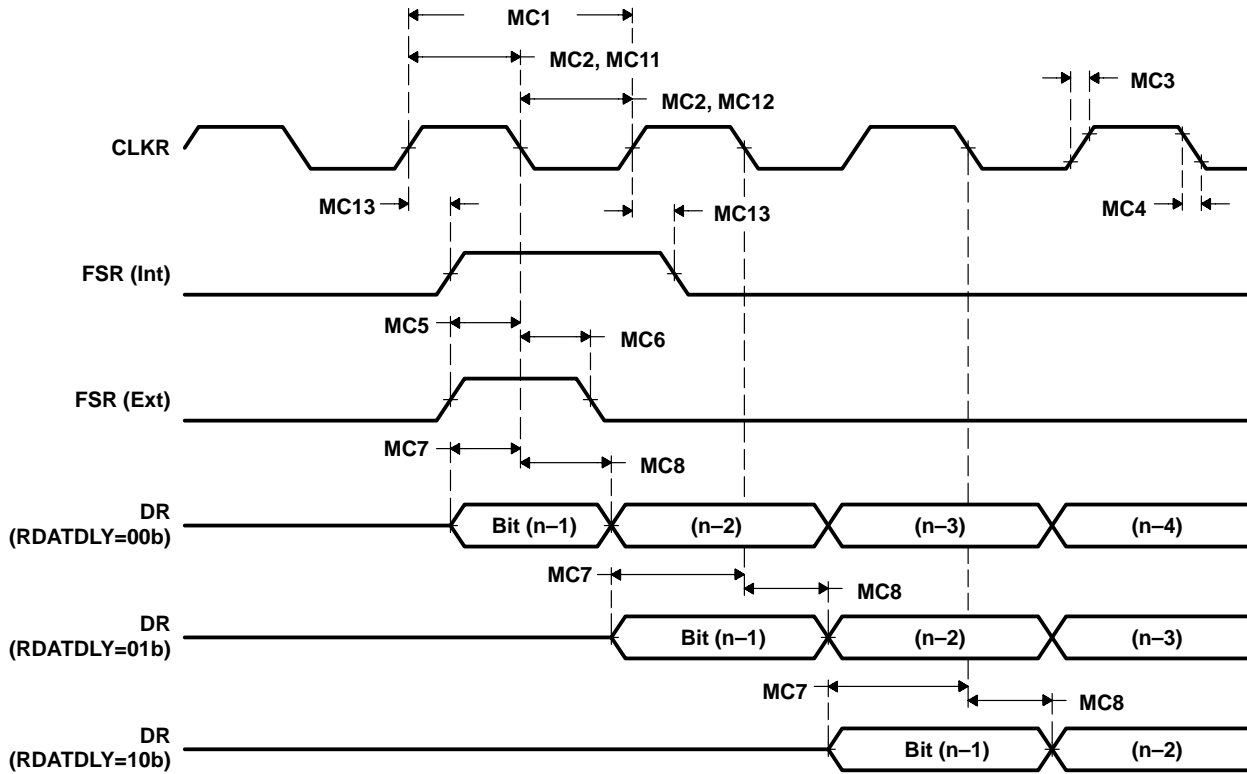 MC1
MC2, MC11
MC3
MC2, MC12
CLKR
MC13
MC13
MC4
FSR (Int)
MC5
MC6
FSR (Ext)
MC7
MC8
DR
(RDATDLY=00b)
Bit (n–1)
(n–2)
(n–3)
(n–4)
MC7
MC8
DR
(RDATDLY=01b)
Bit (n–1)
(n–2)
(n–3)
MC7
MC8
DR
(RDATDLY=10b)
Bit (n–1)
(n–2)